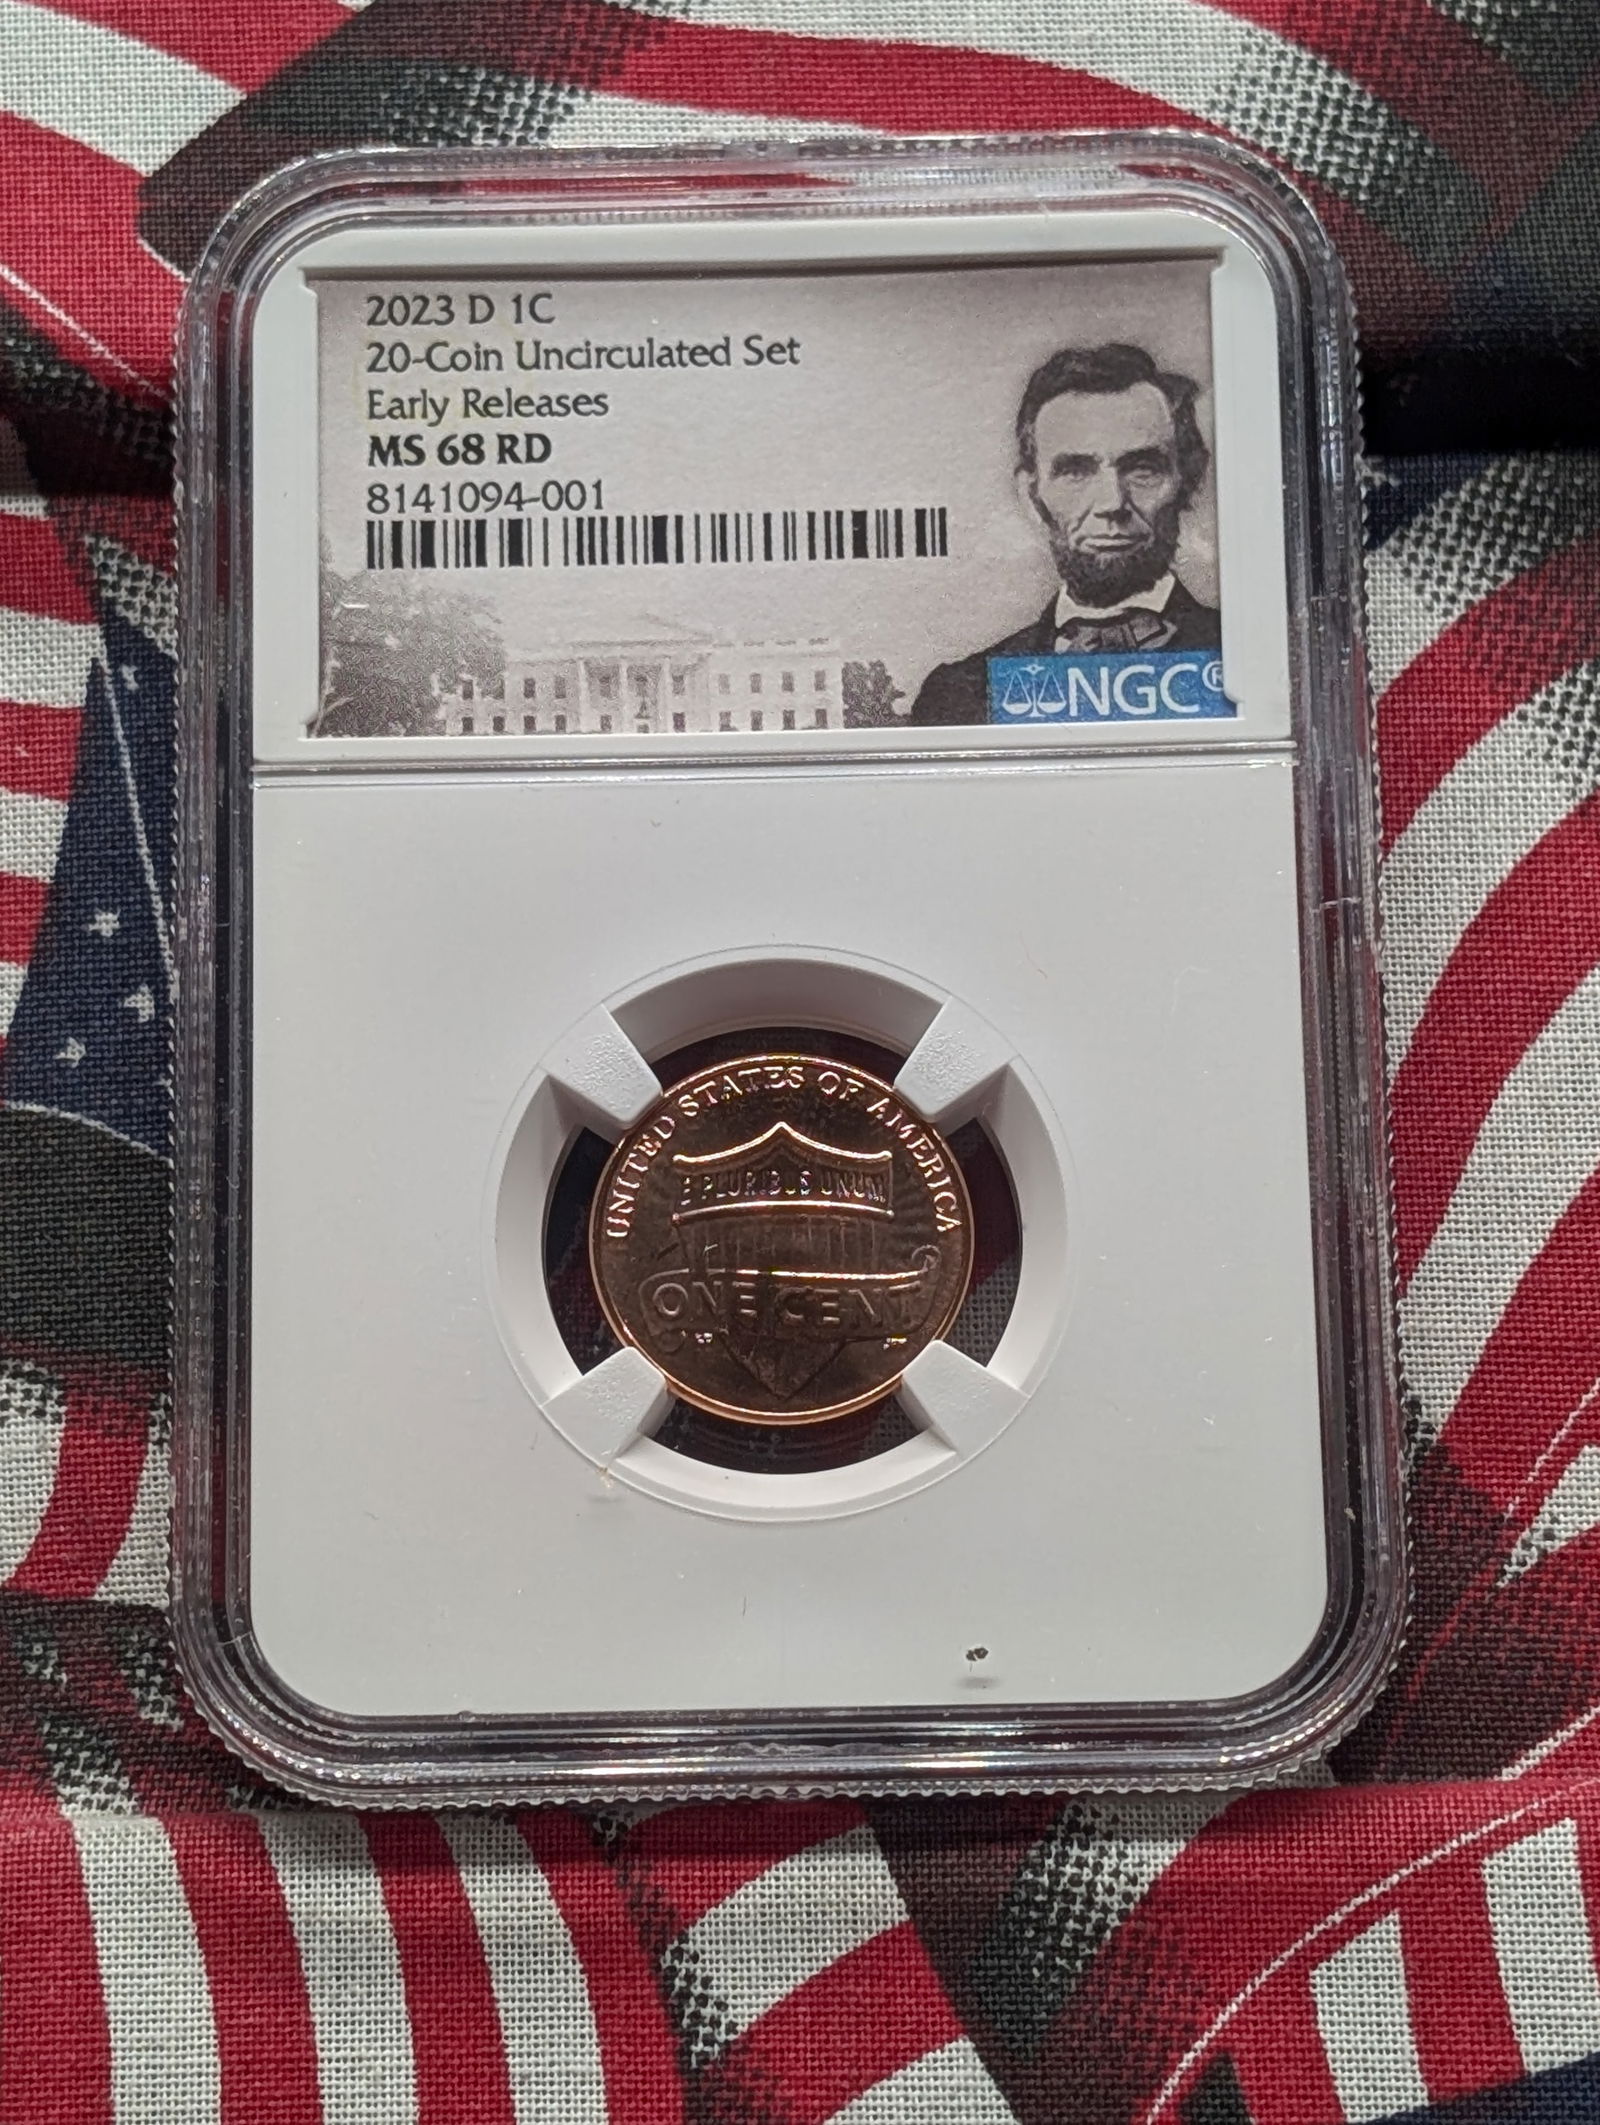 2023 D 1C
20-Coin Uncirculated Set
Early Releases
MS 68 RD
8141094-001
NGC®
UNITED STATES OF AMERICA
E PLURIBUS UNUM
ONE CENT